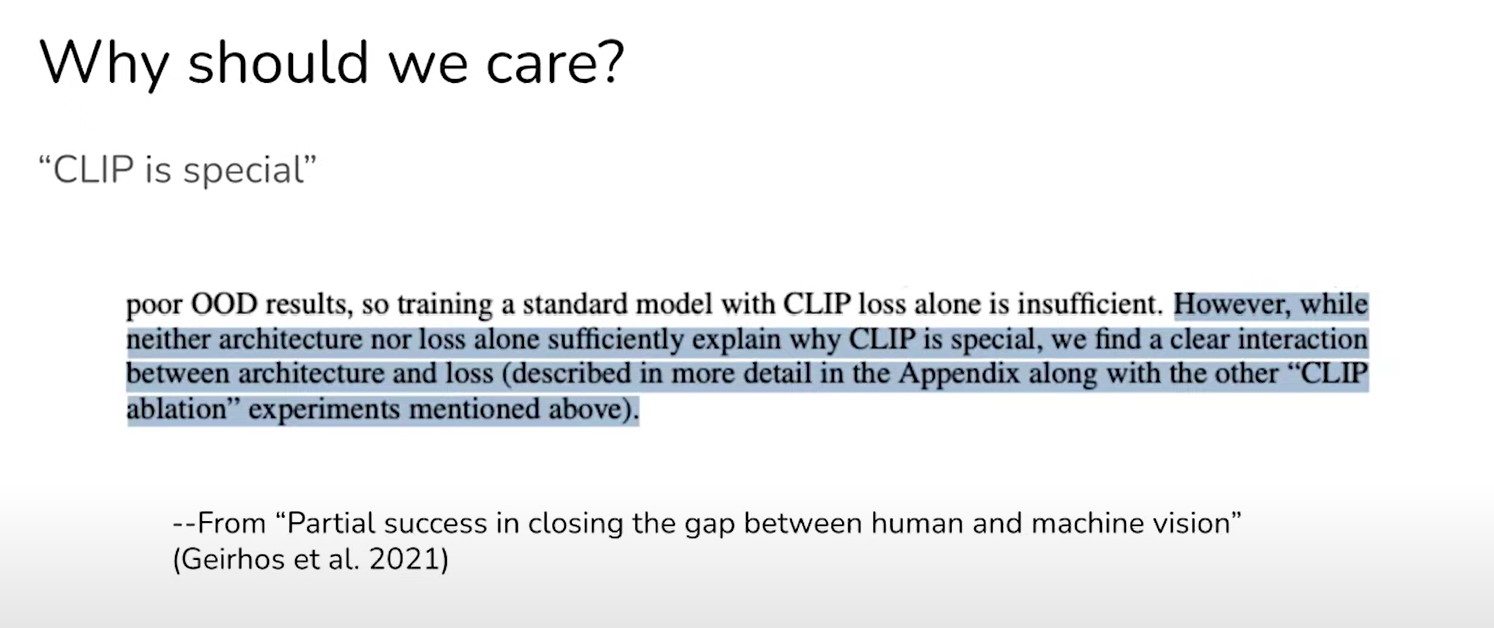 Why should we care?
“CLIP is special”
poor OOD results, so training a standard model with CLIP loss alone is insufficient. However, while
neither architecture nor loss alone sufficiently explain why CLIP is special, we find a clear interaction
between architecture and loss (described in more detail in the Appendix along with the other “CLIP
ablation” experiments mentioned above).
--From “Partial success in closing the gap between human and machine vision”
(Geirhos et al. 2021)